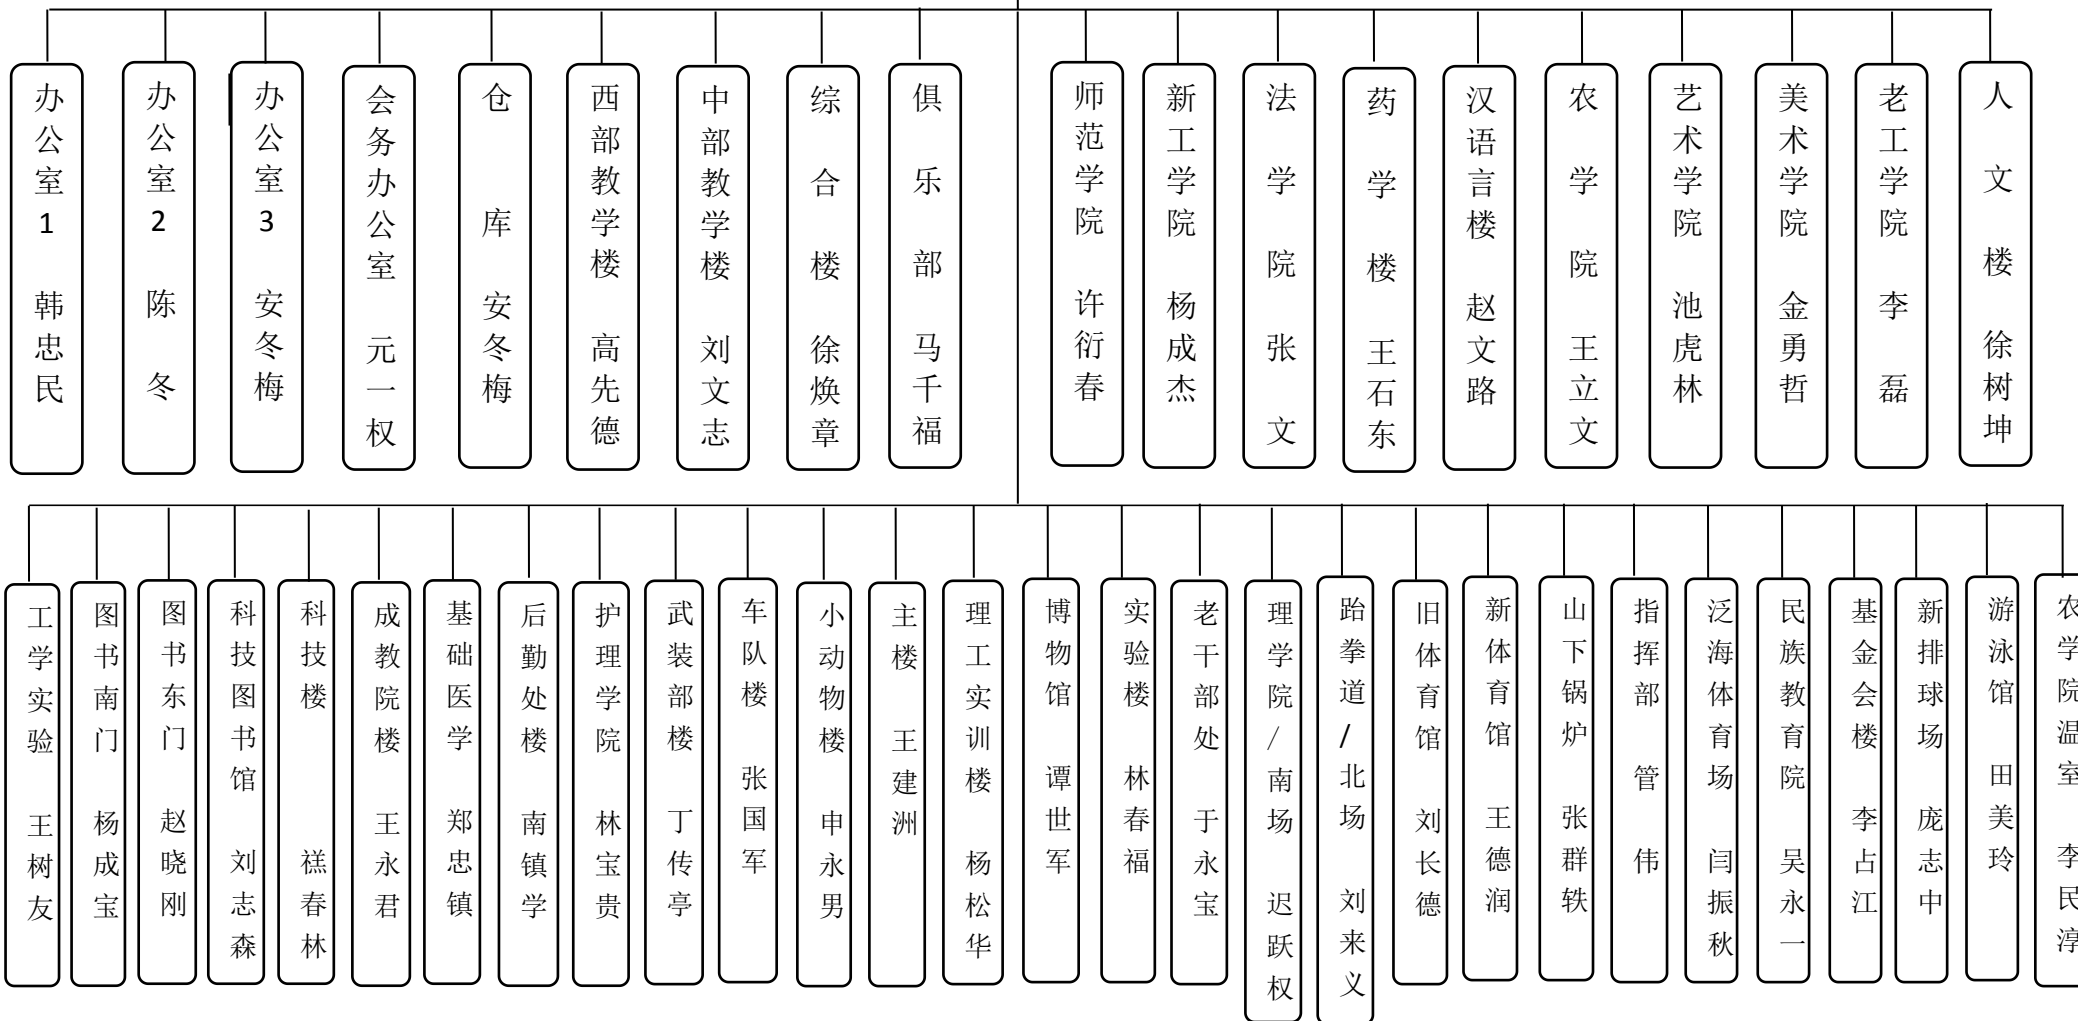 办公室1 韩忠民
办公室2 陈 冬
办公室3 安冬梅
会务办公室 元一权
仓 库 安冬梅
西部教学楼 高先德
中部教学楼 刘文志
综 合 楼 徐焕章
俱 乐 部 马千福
师范学院 许衍春
新工学院 杨成杰
法 学 院 张 文
药 学 楼 王石东
汉语言楼 赵文路
农 学 院 王立文
艺术学院 池虎林
美术学院 金勇哲
老工学院 李 磊
人 文 楼 徐树坤
工学实验 王树友
图书南门 杨成宝
图书东门 赵晓刚
科技图书馆 刘志森
科技楼 禚春林
成教院楼 王永君
基础医学 郑忠镇
后勤处楼 南镇学
护理学院 林宝贵
武装部楼 丁传亭
车队楼 张国军
小动物楼 申永男
主楼 王建洲
理工实训楼 杨松华
博物馆 谭世军
实验楼 林春福
老干部处 于永宝
理学院/南场 迟跃权
跆拳道/北场 刘来义
旧体育馆 刘长德
新体育馆 王德润
山下锅炉 张群轶
指挥部 管 伟
泛海体育场 闫振秋
民族教育院 吴永一
基金会楼 李占江
新排球场 庞志中
游泳馆 田美玲
农学院温室 李民淳